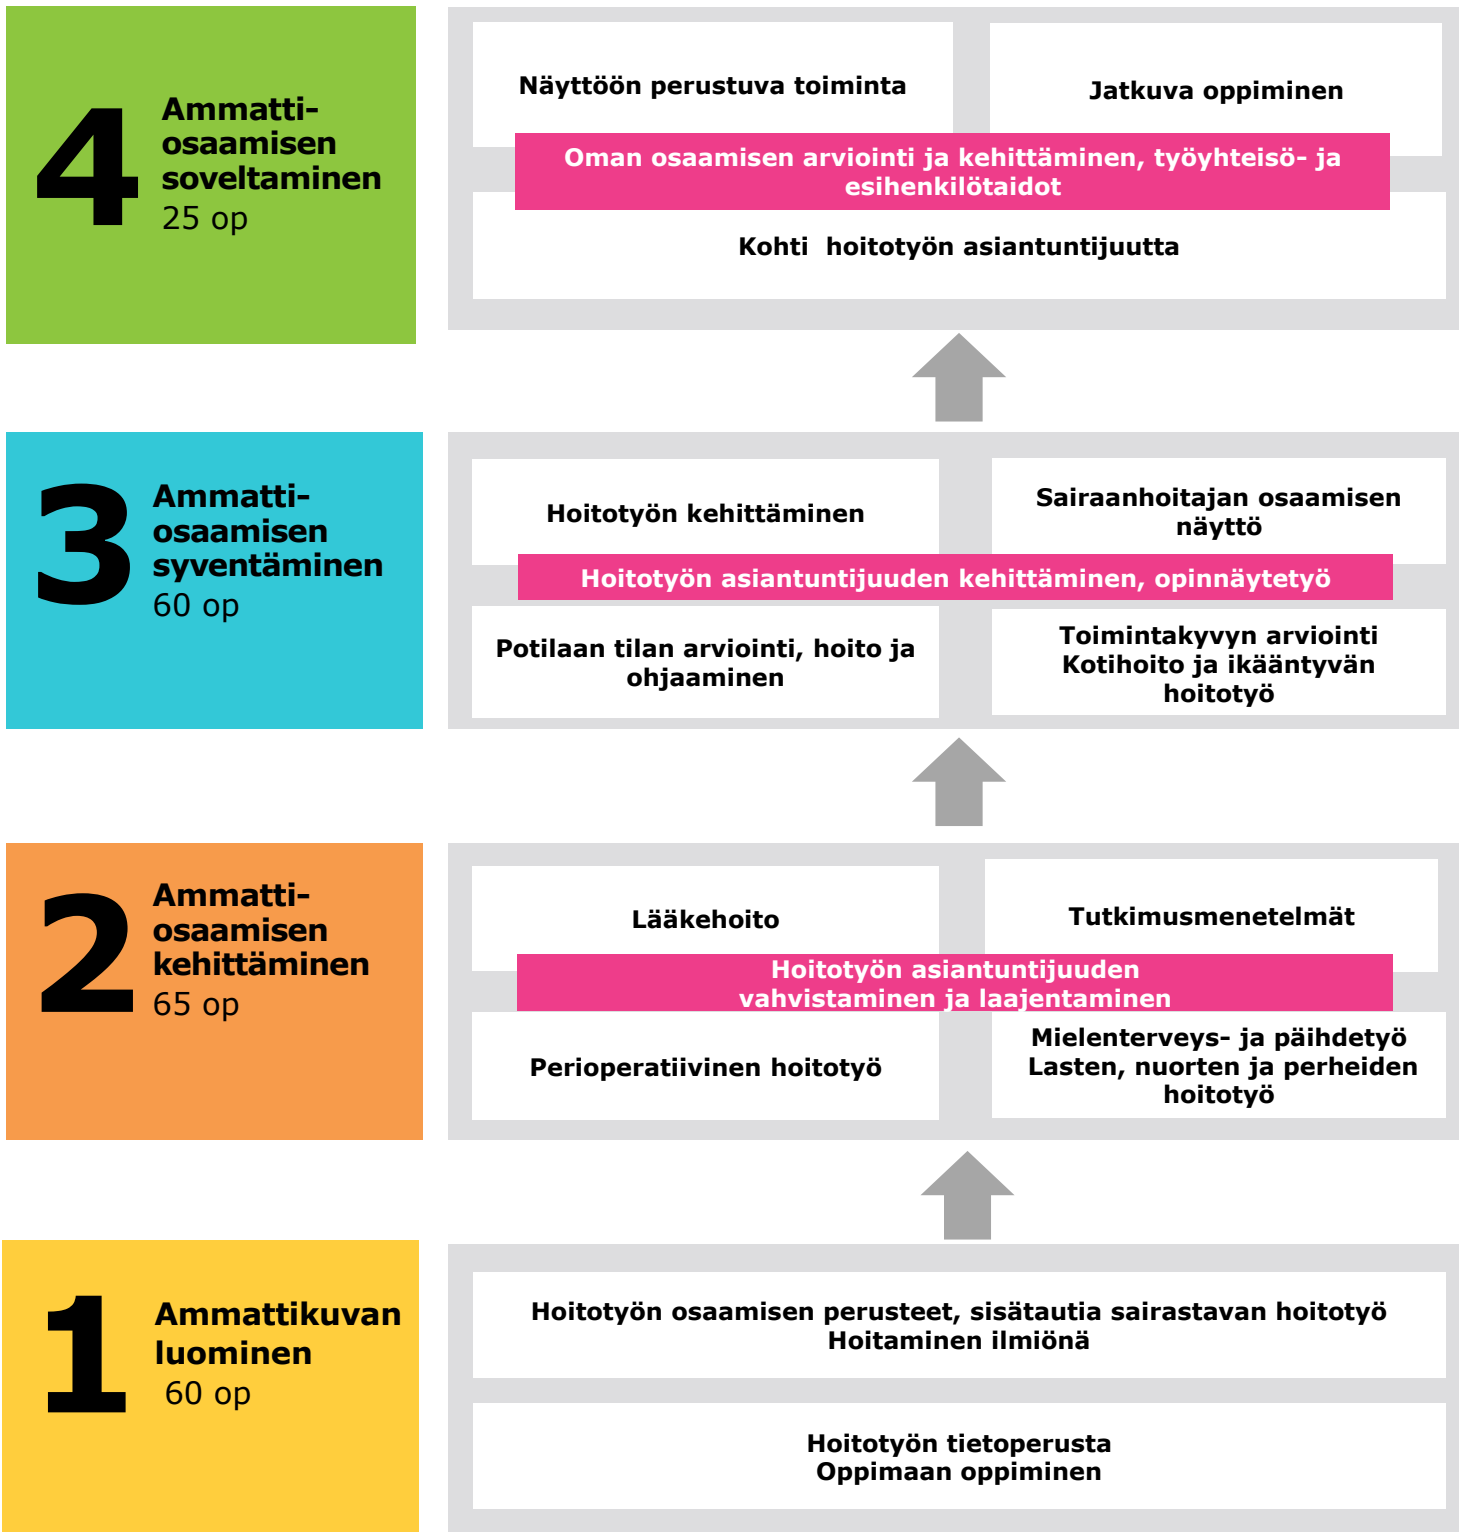 4
Ammatti-
osaamisen
soveltaminen
25 op
Näyttöön perustuva toiminta
Jatkuva oppiminen
Oman osaamisen arviointi ja kehittäminen, työyhteisö- ja
esihenkilötaidot
Kohti hoitotyön asiantuntijuutta
3
Ammatti-
osaamisen
syventäminen
60 op
Hoitotyön kehittäminen
Sairaanhoitajan osaamisen
näyttö
Hoitotyön asiantuntijuuden kehittäminen, opinnäytetyö
Potilaan tilan arviointi, hoito ja
ohjaaminen
Toimintakyvyn arviointi
Kotihoito ja ikääntyvän
hoitotyö
2
Ammatti-
osaamisen
kehittäminen
65 op
Lääkehoito
Tutkimusmenetelmät
Hoitotyön asiantuntijuuden
vahvistaminen ja laajentaminen
Perioperatiivinen hoitotyö
Mielenterveys- ja päihdetyö
Lasten, nuorten ja perheiden
hoitotyö
1
Ammattikuvan
luominen
60 op
Hoitotyön osaamisen perusteet, sisätautia sairastavan hoitotyö
Hoitaminen ilmiönä
Hoitotyön tietoperusta
Oppimaan oppiminen